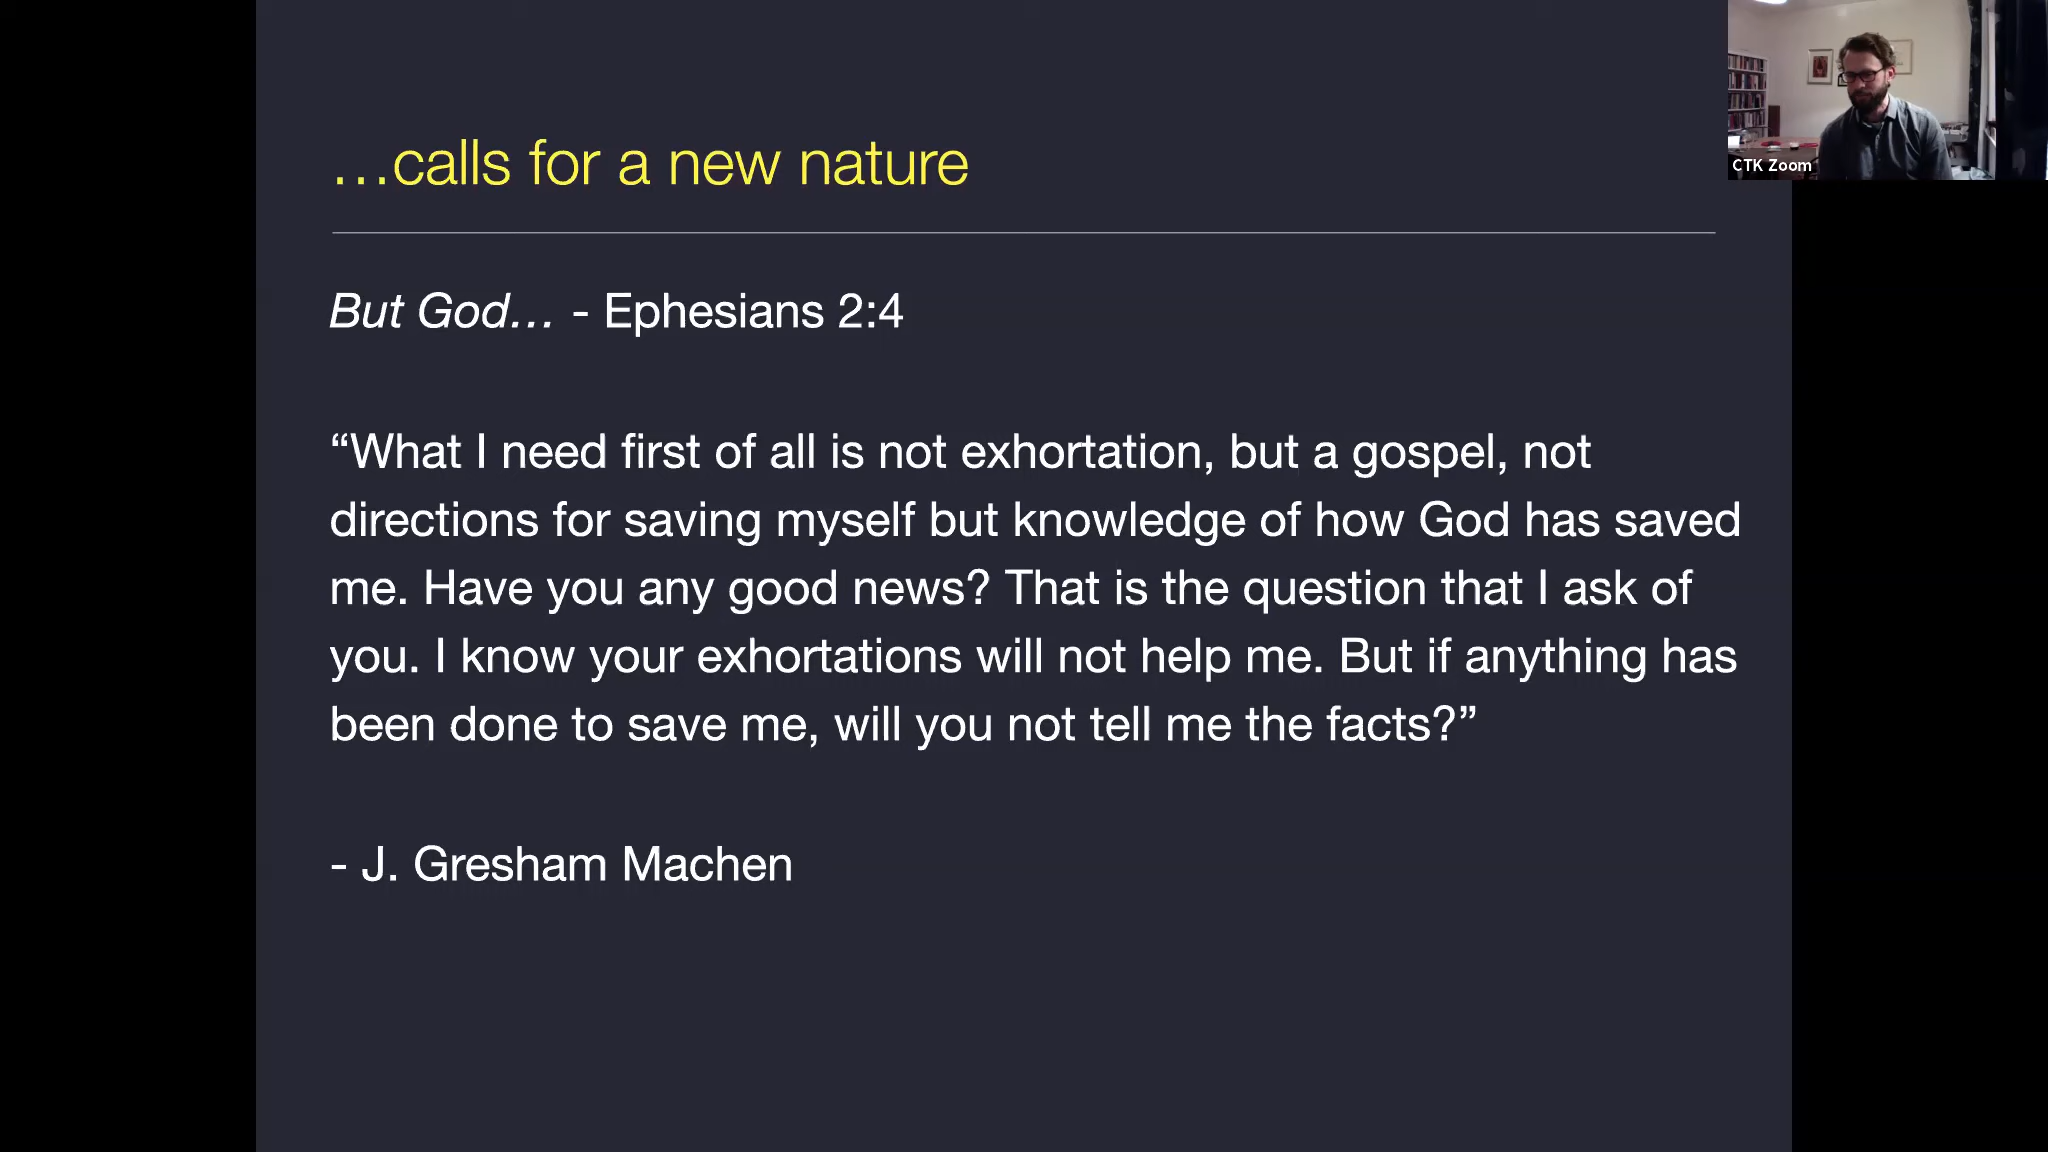 …calls for a new nature
But God… - Ephesians 2:4
“What I need first of all is not exhortation, but a gospel, not
directions for saving myself but knowledge of how God has saved
me. Have you any good news? That is the question that I ask of
you. I know your exhortations will not help me. But if anything has
been done to save me, will you not tell me the facts?”
- J. Gresham Machen
CTK Zoom